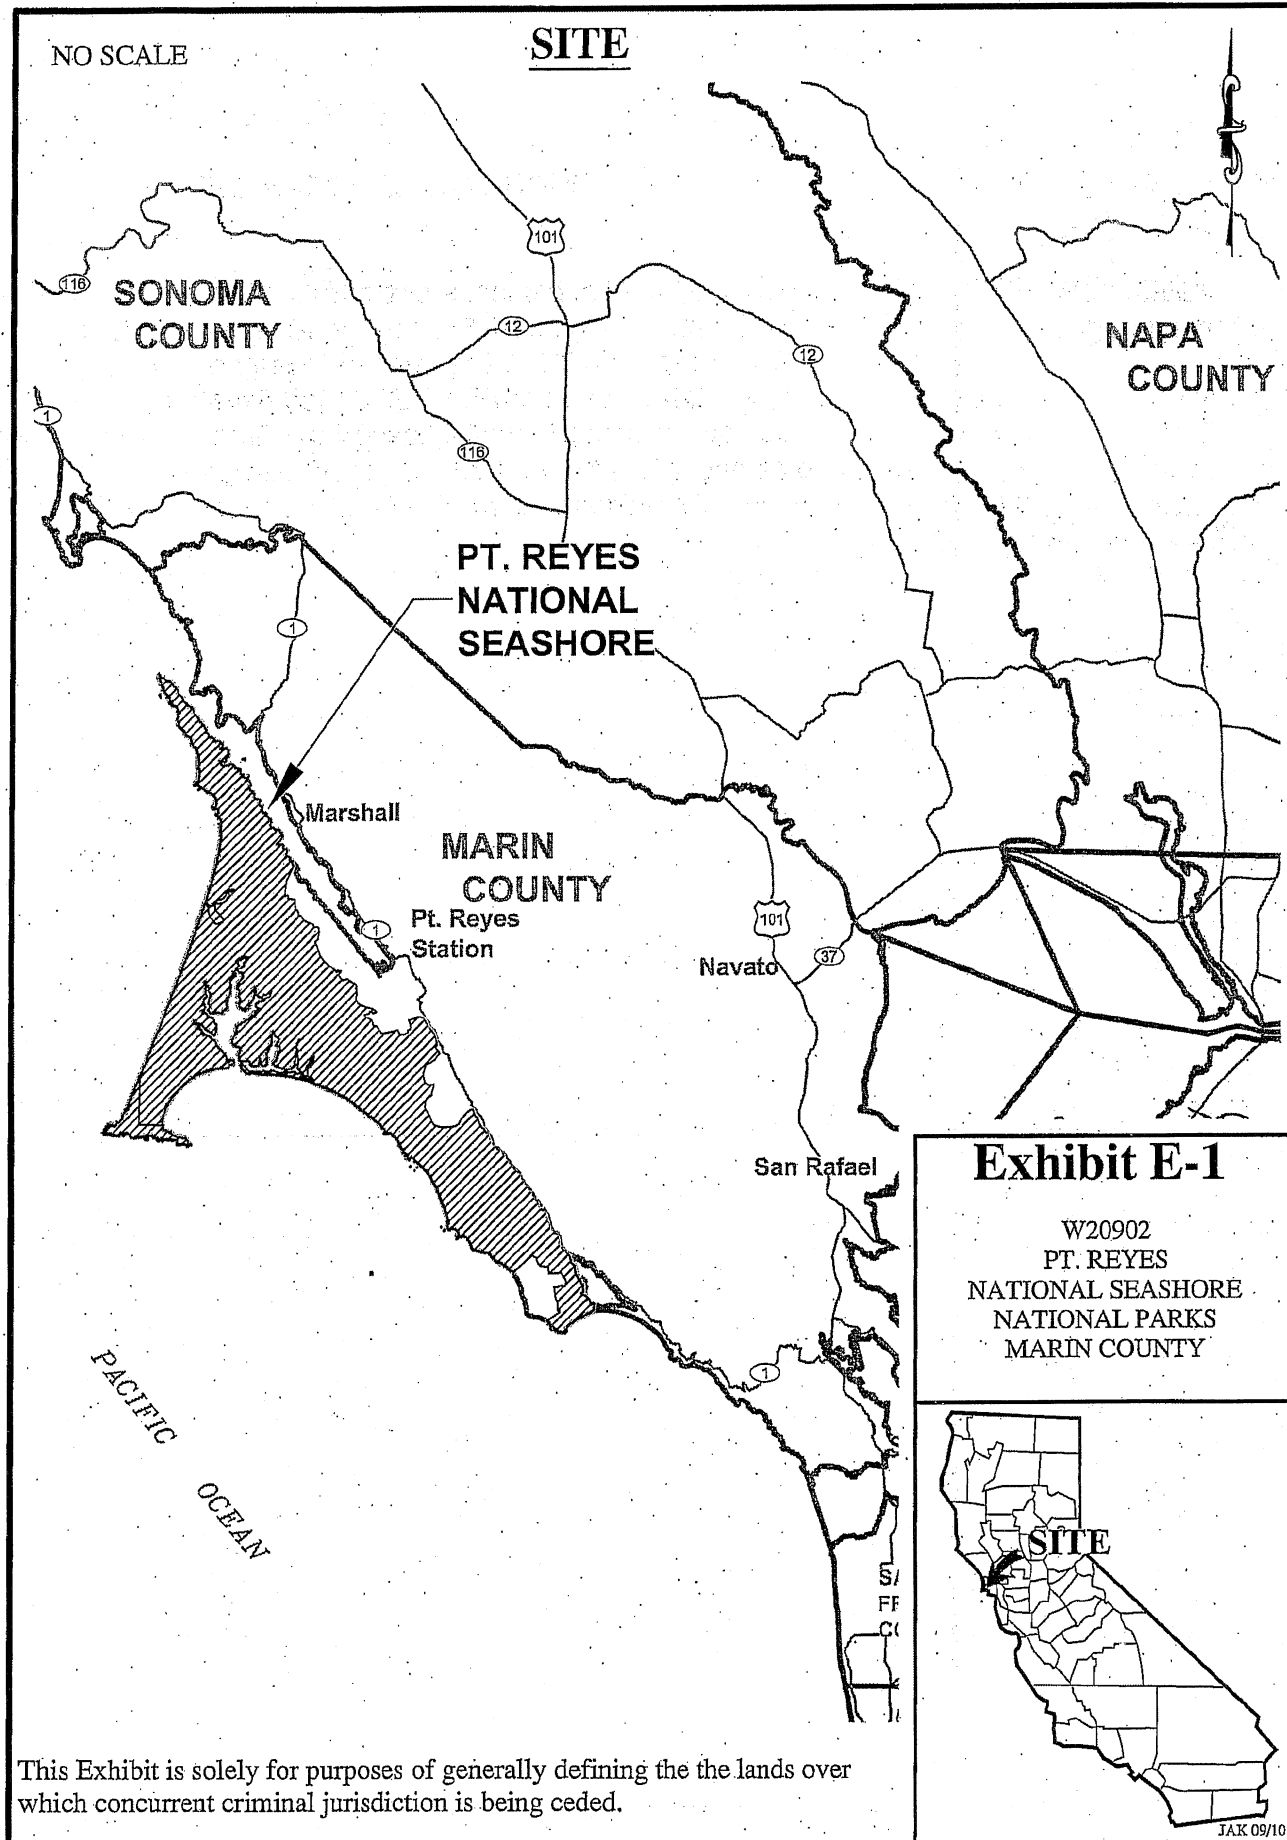 NO SCALE
SITE
101
116
SONOMA
COUNTY
12
12
NAPA
COUNTY
1
116
PT. REYES
NATIONAL
SEASHORE
1
Marshall
MARIN
COUNTY
Pt. Reyes
Station
1
101
Navato
37
San Rafael
1
PACIFIC
OCEAN
SA
FR
CO
Exhibit E-1
W20902
PT. REYES
NATIONAL SEASHORE
NATIONAL PARKS
MARIN COUNTY
SITE
This Exhibit is solely for purposes of generally defining the the lands over
which concurrent criminal jurisdiction is being ceded.
JAK 09/10